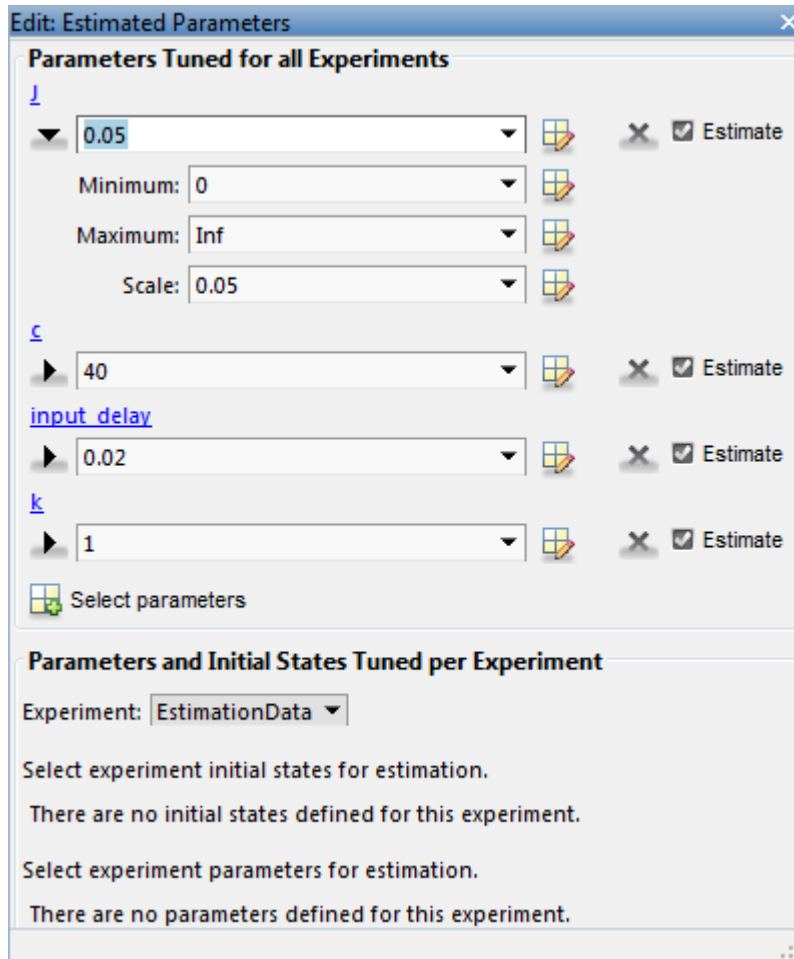 Edit: Estimated Parameters
Parameters Tuned for all Experiments
J
0.05 Estimate
Minimum: 0
Maximum: Inf
Scale: 0.05
c
40 Estimate
input_delay
0.02 Estimate
k
1 Estimate
Select parameters
Parameters and Initial States Tuned per Experiment
Experiment: EstimationData
Select experiment initial states for estimation.
There are no initial states defined for this experiment.
Select experiment parameters for estimation.
There are no parameters defined for this experiment.